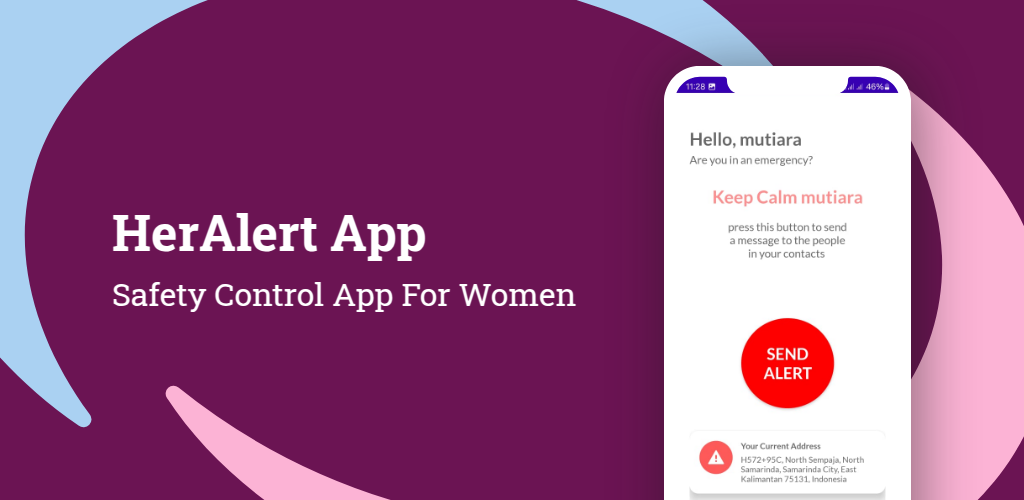 HerAlert App
Safety Control App For Women
11:28
46%
Hello, mutiara
Are you in an emergency?
Keep Calm mutiara
press this button to send
a message to the people
in your contacts
SEND
ALERT
Your Current Address
H572+95C, North Sempaja, North
Samarinda, Samarinda City, East
Kalimantan 75131, Indonesia